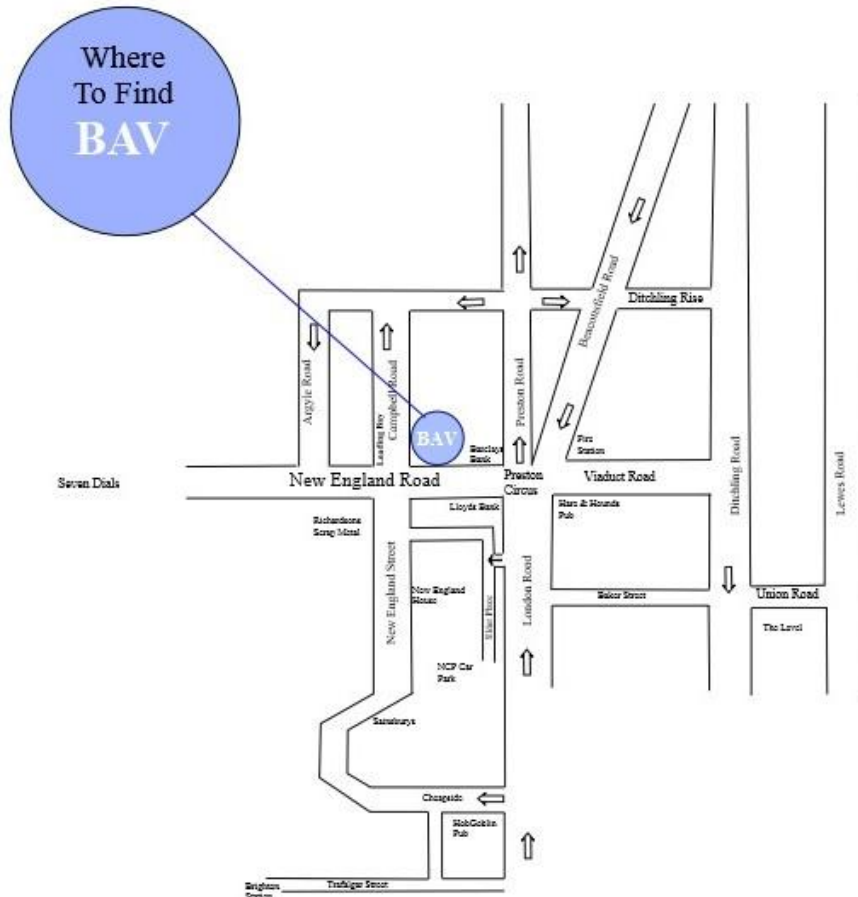 Where
To Find
BAV
Ditchling Rise
Beaconsfield Road
Argyle Road
Loading Bay
Campbell Road
Preston Road
BAV
Barclays
Bank
Fire
Station
Ditchling Road
Lewes Road
Seven Dials
New England Road
Preston
Circus
Viaduct Road
Richardsons
Scrap Metal
Lloyds Bank
Hare & Hounds
Pub
New England Street
New England
House
London Road
Baker Street
Union Road
The Level
NCP Car
Park
Sainsburys
Cheapside
HobGoblin
Pub
Brighton
Station
Trafalgar Street